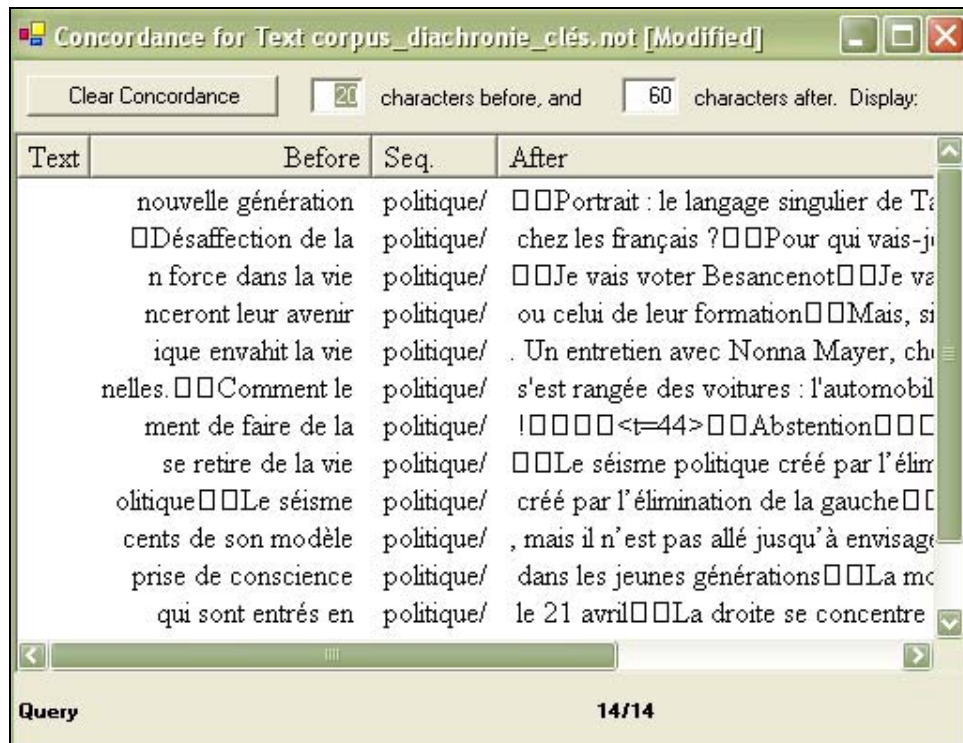 Concordance for Text corpus_diachronie_clés.not [Modified]
Clear Concordance 20 characters before, and 60 characters after. Display:
Text Before Seq. After
nouvelle génération politique/ □□Portrait : le langage singulier de Ta
□Désaffection de la politique/ chez les français ?□□Pour qui vais-j
n force dans la vie politique/ □□Je vais voter Besancenot□□Je va
nceront leur avenir politique/ ou celui de leur formation□□Mais, si
ique envahit la vie politique/ . Un entretien avec Nonna Mayer, ch
nelles.□□Comment le politique/ s'est rangée des voitures : l'automobil
ment de faire de la politique/ !□□□□<t=44>□□Abstention□□□
se retire de la vie politique/ □□Le séisme politique créé par l’élim
olitique□□Le séisme politique/ créé par l’élimination de la gauche□
cents de son modèle politique/ , mais il n’est pas allé jusqu’à envisage
prise de conscience politique/ dans les jeunes générations□□La mo
qui sont entrés en politique/ le 21 avril□□La droite se concentre
Query 14/14